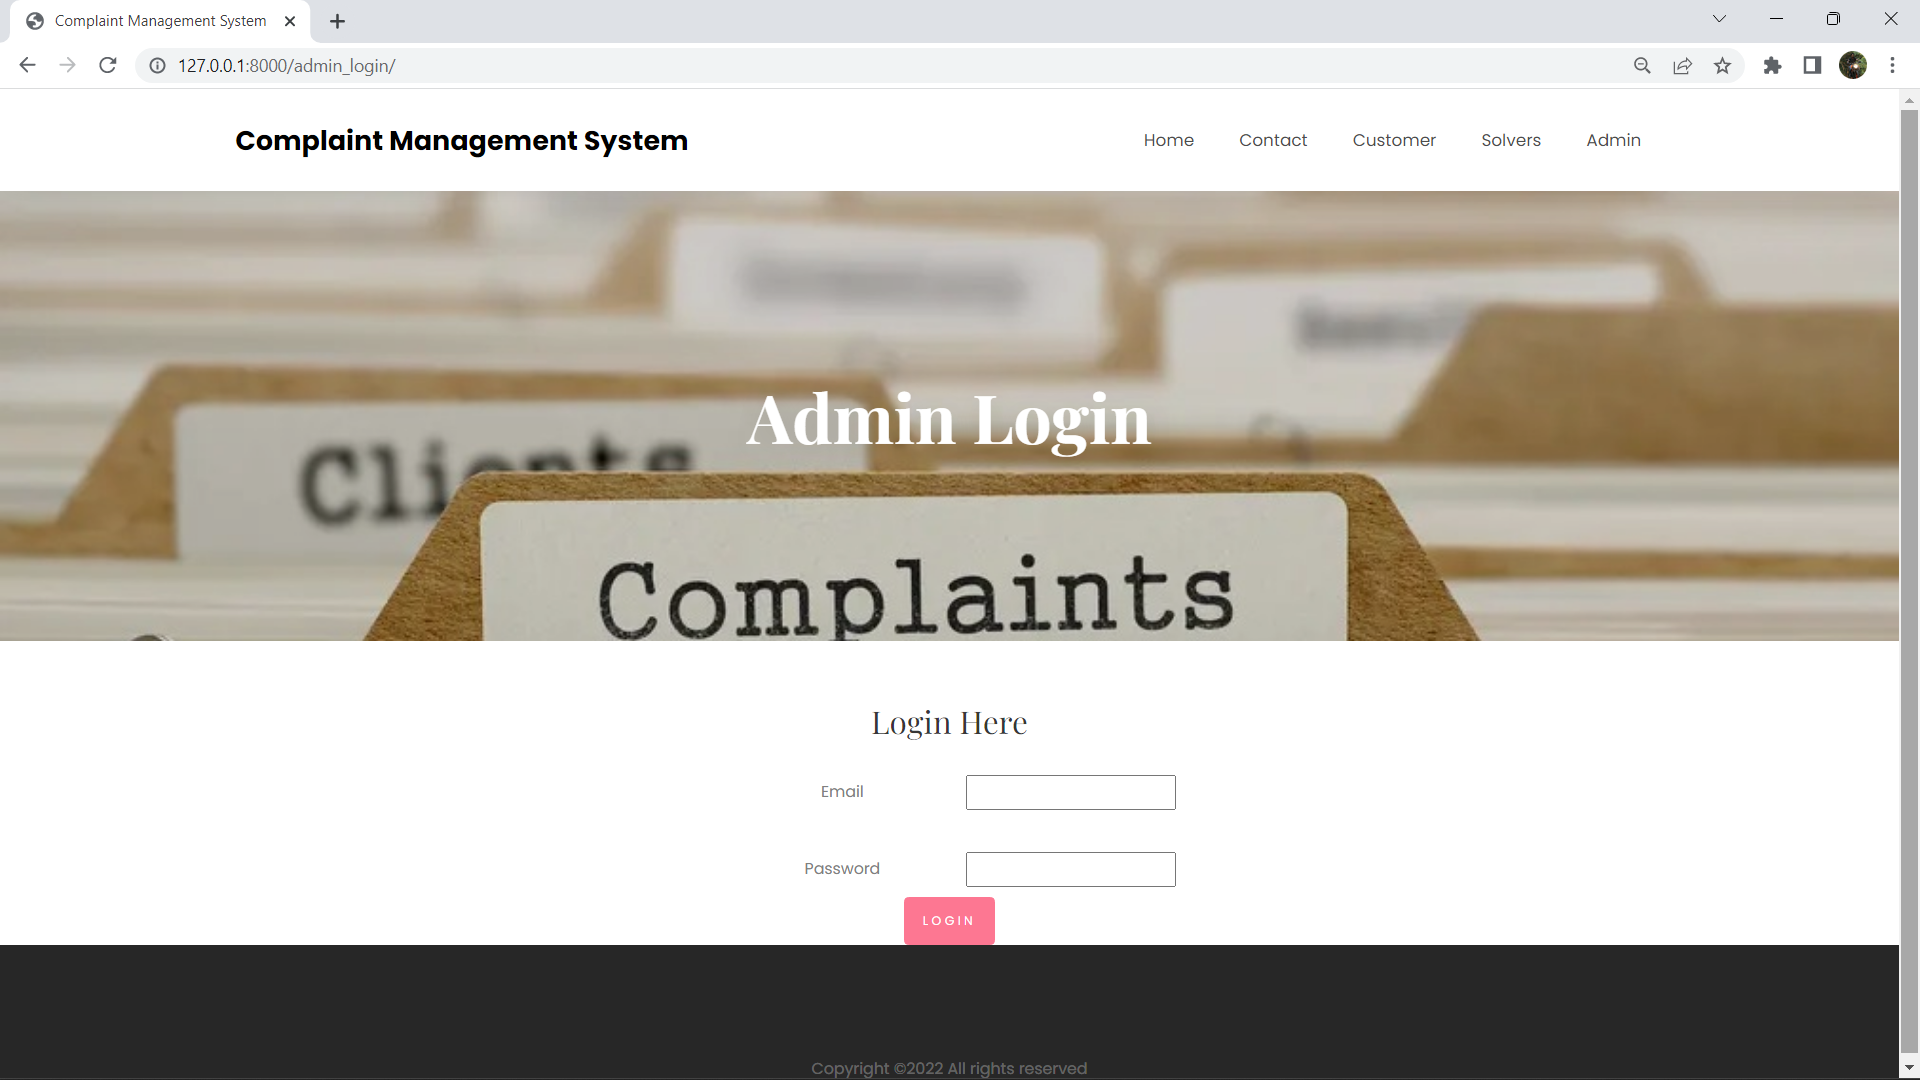 Complaint Management System
127.0.0.1:8000/admin_login/
Complaint Management System
Home Contact Customer Solvers Admin
Admin Login
Clients
Complaints
Login Here
Email
Password
LOGIN
Copyright ©2022 All rights reserved